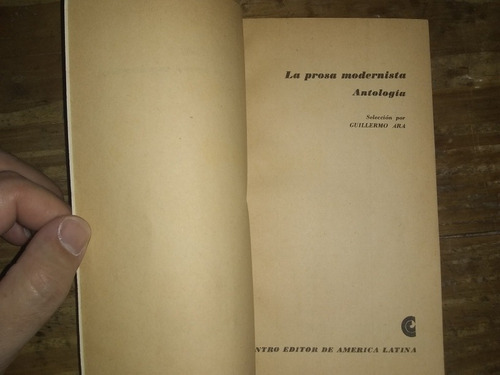 La prosa modernista
Antología
Selección por
GUILLERMO ARA
NTRO EDITOR DE AMERICA LATINA